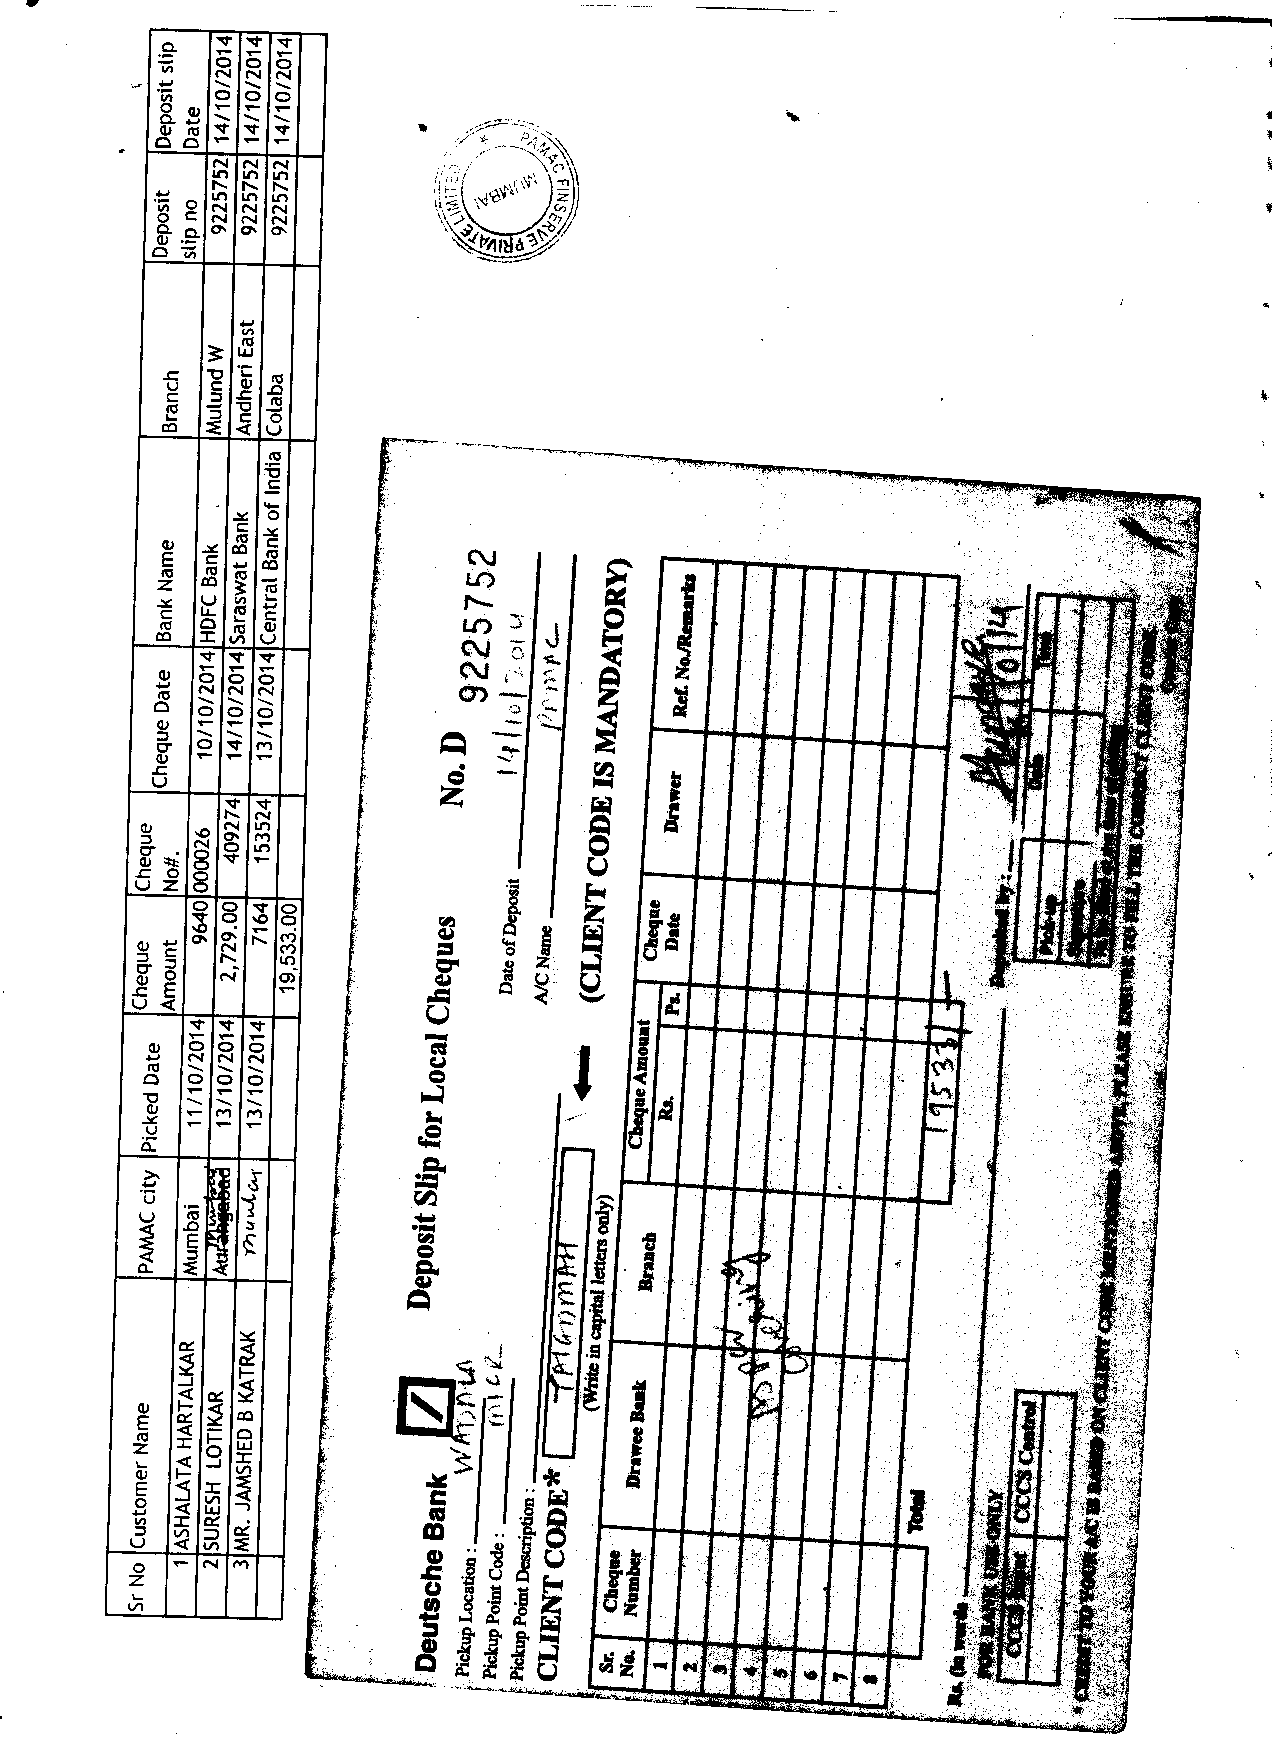 Sr No Customer Name PAMAC city Picked Date Cheque Amount Cheque No#. Cheque Date Bank Name Branch Deposit slip no Deposit slip Date
1 ASHALATA HARTALKAR Mumbai 11/10/2014 9640 000026 10/10/2014 HDFC Bank Mulund W 9225752 14/10/2014
2 SURESH LOTIKAR Aurangabad 13/10/2014 2,729.00 409274 14/10/2014 Saraswat Bank Andheri East 9225752 14/10/2014
3 MR. JAMSHED B KATRAK 13/10/2014 7164 153524 13/10/2014 Central Bank of India Colaba 9225752 14/10/2014
19,533.00
PAMAC FINSERVE PRIVATE LIMITED
MUMBAI
Deutsche Bank Deposit Slip for Local Cheques No. D 9225752
Pickup Location : Date of Deposit 14/10/2014
Pickup Point Code : MICR A/C Name PAMAC
Pickup Point Description :
CLIENT CODE* (CLIENT CODE IS MANDATORY)
(Write in capital letters only)
Sr. No. Cheque Number Drawee Bank Branch Cheque Amount Rs. Ps. Cheque Date Drawer Ref. No./Remarks
1
2
3
4
5
6
7
8
Total 19533/-
Rs. (in words Deposited by :
FOR BANK USE ONLY
CCCS Input CCCS Control
Pick-up Date Time
Signature
* CREDIT TO YOUR A/C IS BASED ON CLIENT CODE MENTIONED ABOVE, PLEASE ENSURE TO FILL THE CORRECT CLIENT CODE